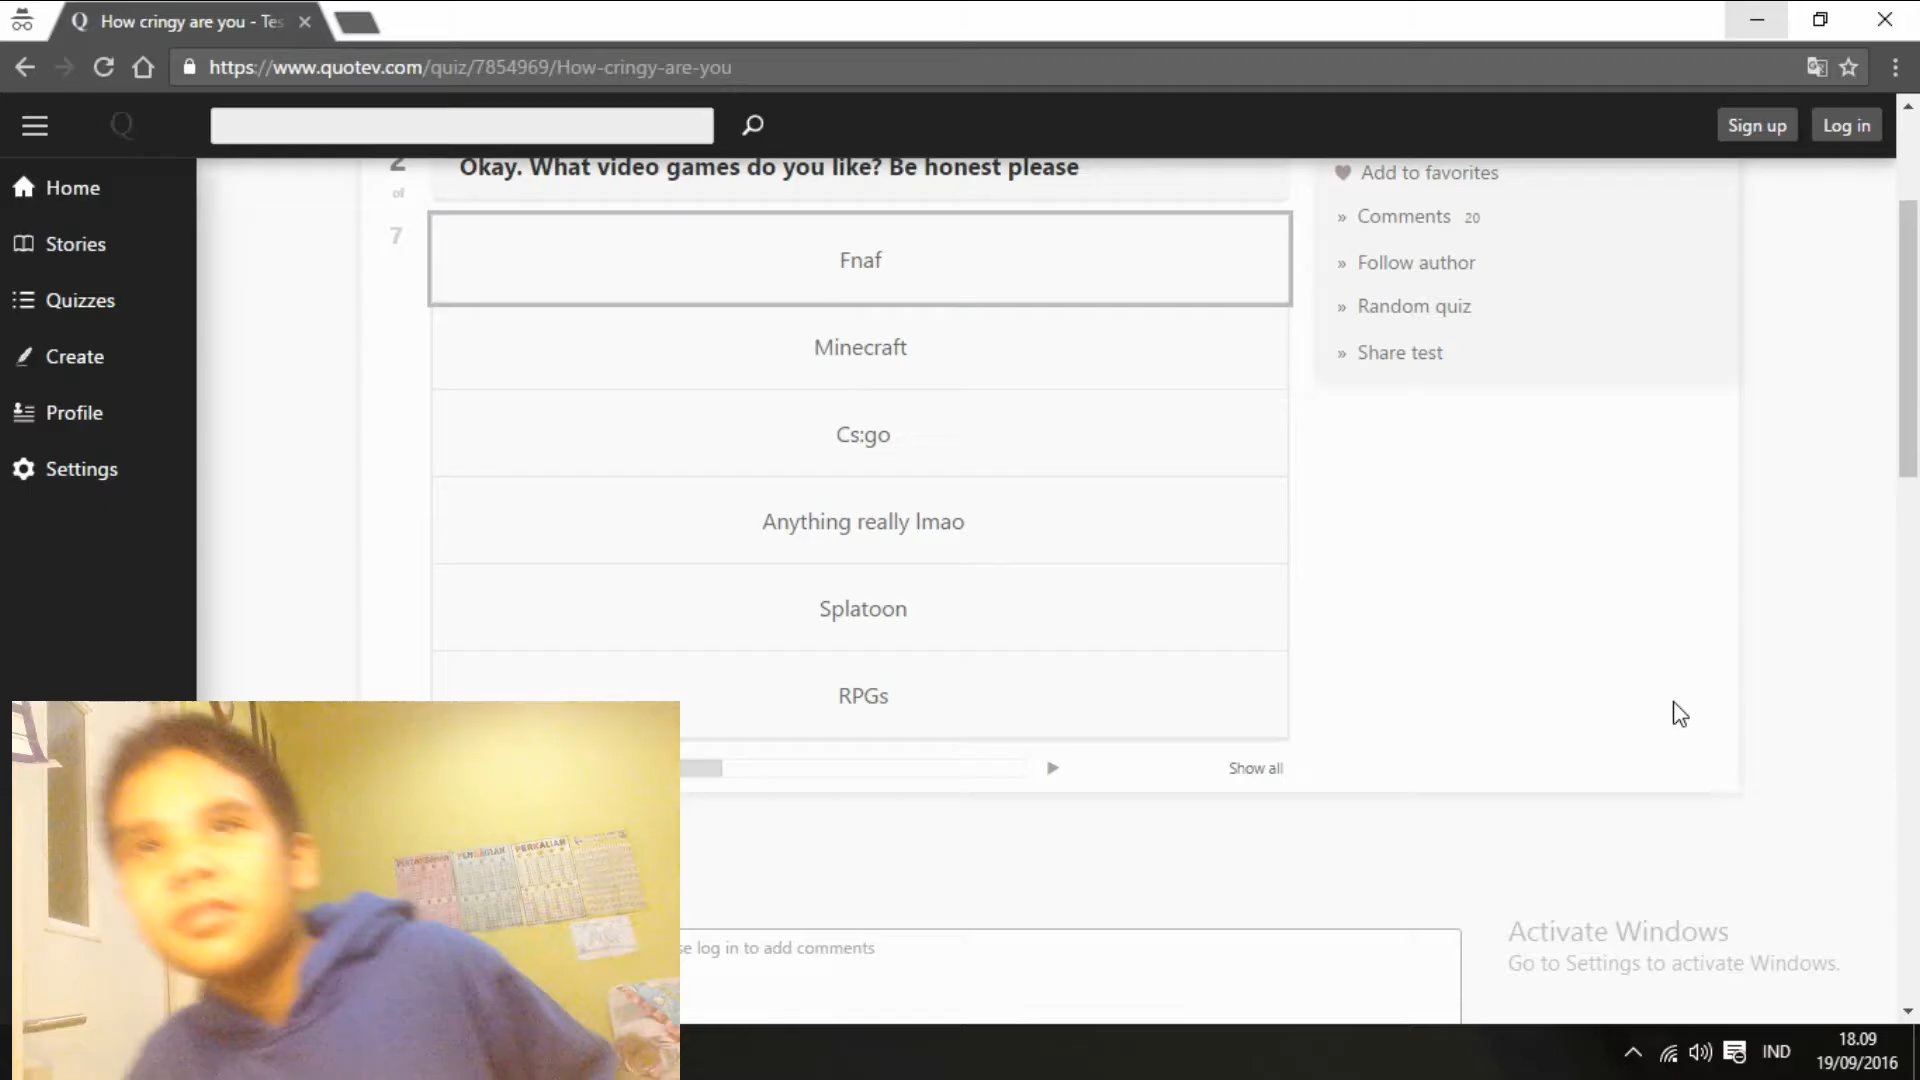 How cringy are you - Tes
https://www.quotev.com/quiz/7854969/How-cringy-are-you
Q
Sign up
Log in
Home
Stories
Quizzes
Create
Profile
Settings
2
of
7
Okay. What video games do you like? Be honest please
Fnaf
Minecraft
Cs:go
Anything really lmao
Splatoon
RPGs
Show all
Add to favorites
» Comments 20
» Follow author
» Random quiz
» Share test
PERKALIAN
se log in to add comments
Activate Windows
Go to Settings to activate Windows.
IND
18.09
19/09/2016